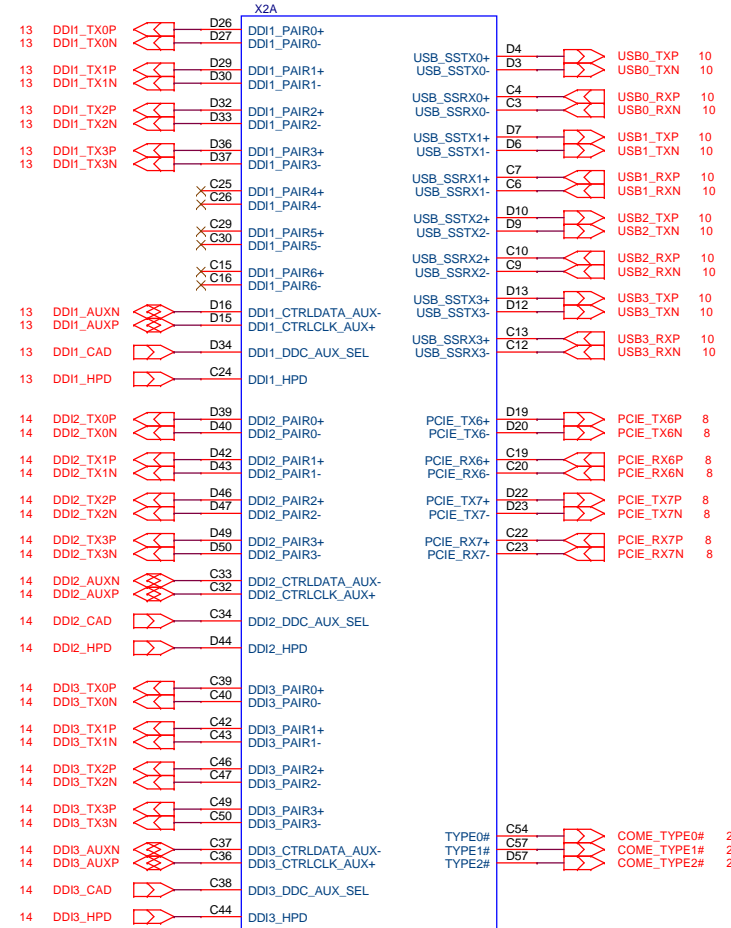 X2A
13 DDI1_TX0P D26 DDI1_PAIR0+
13 DDI1_TX0N D27 DDI1_PAIR0-
USB_SSTX0+ D4 USB0_TXP 10
USB_SSTX0- D3 USB0_TXN 10
13 DDI1_TX1P D29 DDI1_PAIR1+
13 DDI1_TX1N D30 DDI1_PAIR1-
USB_SSRX0+ C4 USB0_RXP 10
USB_SSRX0- C3 USB0_RXN 10
13 DDI1_TX2P D32 DDI1_PAIR2+
13 DDI1_TX2N D33 DDI1_PAIR2-
USB_SSTX1+ D7 USB1_TXP 10
USB_SSTX1- D6 USB1_TXN 10
13 DDI1_TX3P D36 DDI1_PAIR3+
13 DDI1_TX3N D37 DDI1_PAIR3-
USB_SSRX1+ C7 USB1_RXP 10
USB_SSRX1- C6 USB1_RXN 10
C25 DDI1_PAIR4+
C26 DDI1_PAIR4-
USB_SSTX2+ D10 USB2_TXP 10
USB_SSTX2- D9 USB2_TXN 10
C29 DDI1_PAIR5+
C30 DDI1_PAIR5-
USB_SSRX2+ C10 USB2_RXP 10
USB_SSRX2- C9 USB2_RXN 10
C15 DDI1_PAIR6+
C16 DDI1_PAIR6-
USB_SSTX3+ D13 USB3_TXP 10
USB_SSTX3- D12 USB3_TXN 10
13 DDI1_AUXN D16 DDI1_CTRLDATA_AUX-
13 DDI1_AUXP D15 DDI1_CTRLCLK_AUX+
USB_SSRX3+ C13 USB3_RXP 10
USB_SSRX3- C12 USB3_RXN 10
13 DDI1_CAD D34 DDI1_DDC_AUX_SEL
13 DDI1_HPD C24 DDI1_HPD
14 DDI2_TX0P D39 DDI2_PAIR0+ PCIE_TX6+ D19 PCIE_TX6P 8
14 DDI2_TX0N D40 DDI2_PAIR0- PCIE_TX6- D20 PCIE_TX6N 8
14 DDI2_TX1P D42 DDI2_PAIR1+ PCIE_RX6+ C19 PCIE_RX6P 8
14 DDI2_TX1N D43 DDI2_PAIR1- PCIE_RX6- C20 PCIE_RX6N 8
14 DDI2_TX2P D46 DDI2_PAIR2+ PCIE_TX7+ D22 PCIE_TX7P 8
14 DDI2_TX2N D47 DDI2_PAIR2- PCIE_TX7- D23 PCIE_TX7N 8
14 DDI2_TX3P D49 DDI2_PAIR3+ PCIE_RX7+ C22 PCIE_RX7P 8
14 DDI2_TX3N D50 DDI2_PAIR3- PCIE_RX7- C23 PCIE_RX7N 8
14 DDI2_AUXN C33 DDI2_CTRLDATA_AUX-
14 DDI2_AUXP C32 DDI2_CTRLCLK_AUX+
14 DDI2_CAD C34 DDI2_DDC_AUX_SEL
14 DDI2_HPD D44 DDI2_HPD
14 DDI3_TX0P C39 DDI3_PAIR0+
14 DDI3_TX0N C40 DDI3_PAIR0-
14 DDI3_TX1P C42 DDI3_PAIR1+
14 DDI3_TX1N C43 DDI3_PAIR1-
14 DDI3_TX2P C46 DDI3_PAIR2+
14 DDI3_TX2N C47 DDI3_PAIR2-
14 DDI3_TX3P C49 DDI3_PAIR3+
14 DDI3_TX3N C50 DDI3_PAIR3-
TYPE0# C54 COME_TYPE0# 2
14 DDI3_AUXN C37 DDI3_CTRLDATA_AUX- TYPE1# C57 COME_TYPE1# 2
14 DDI3_AUXP C36 DDI3_CTRLCLK_AUX+ TYPE2# D57 COME_TYPE2# 2
14 DDI3_CAD C38 DDI3_DDC_AUX_SEL
14 DDI3_HPD C44 DDI3_HPD